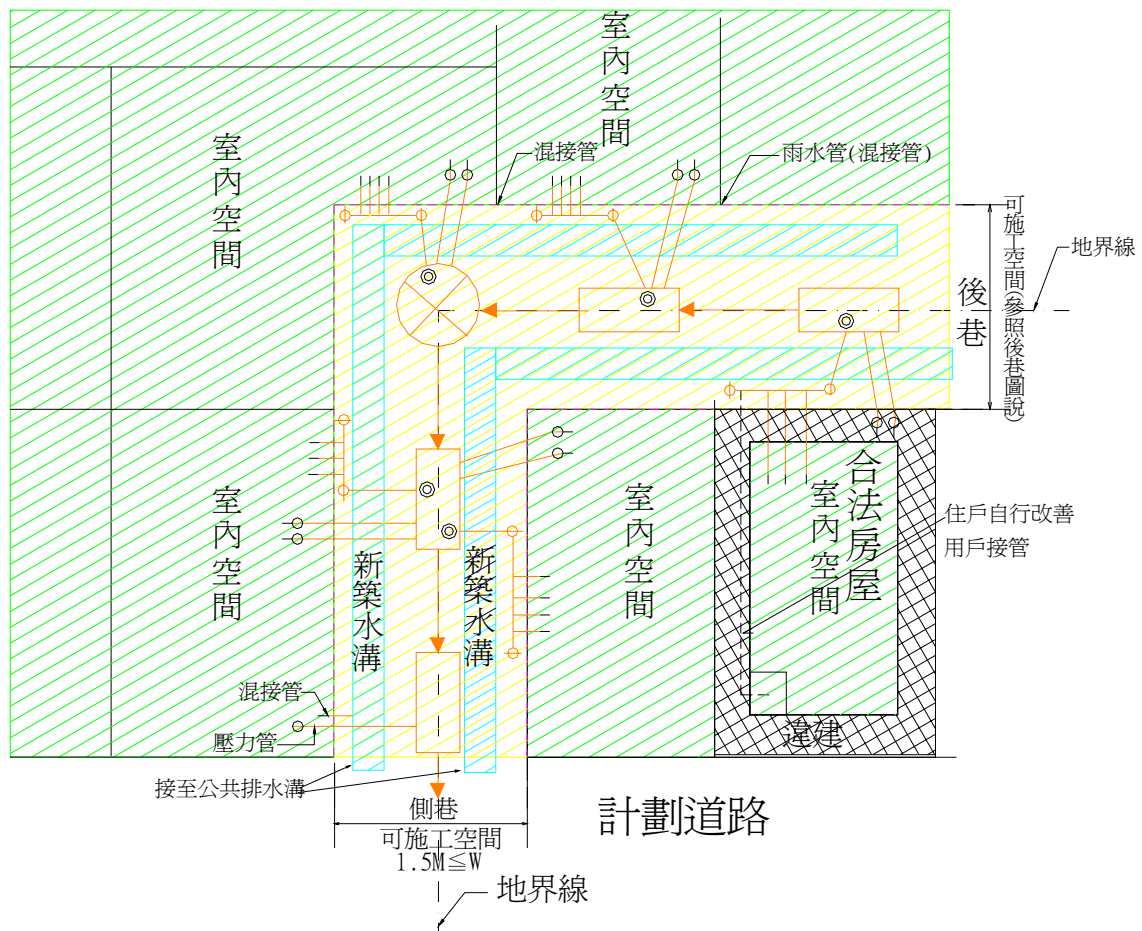 室內空間
混接管
雨水管(混接管)
室內空間
可施工空間(參照後巷圖說)
地界線
後巷
室內空間
新築水溝
新築水溝
室內空間
合法房屋
室內空間
住戶自行改善
用戶接管
混接管
壓力管
違建
接至公共排水溝
側巷
可施工空間
1.5M≦W
計劃道路
地界線